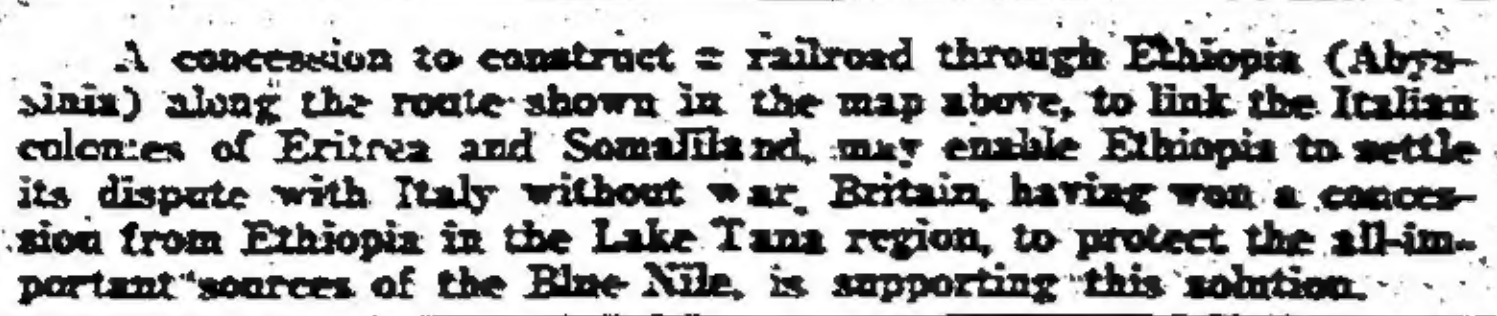 A concession to construct a railroad through Ethiopia (Abys-
sinia) along the route shown in the map above, to link the Italian
colonies of Eritrea and Somaliland, may enable Ethiopia to settle
its dispute with Italy without war. Britain, having won a conces-
sion from Ethiopia in the Lake Tana region, to protect the all-im-
portant sources of the Blue Nile, is supporting this solution.